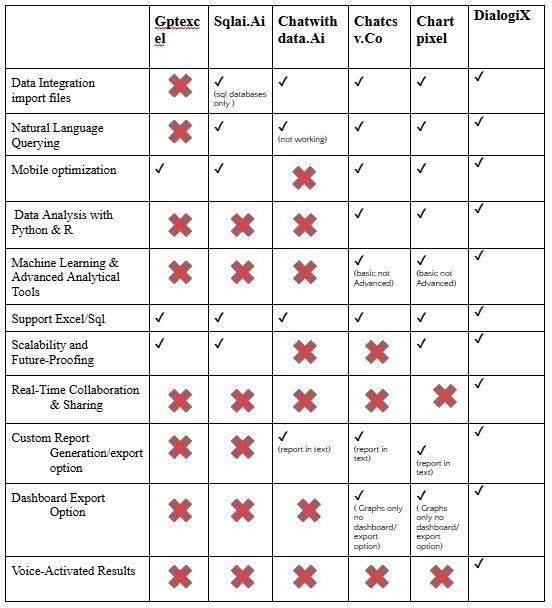 Gptexc
el
Sqlai.Ai
Chatwith
data.Ai
Chatcs
v.Co
Chart
pixel
DialogiX
Data Integration
import files
✓
(sql databases
only )
✓
✓
✓
✓
Natural Language
Querying
✓
✓
(not working)
✓
✓
✓
Mobile optimization
✓
✓
✓
✓
✓
Data Analysis with
Python & R
✓
✓
✓
Machine Learning &
Advanced Analytical
Tools
✓
(basic not
Advanced)
✓
(basic not
Advanced)
✓
Support Excel/Sql
✓
✓
✓
✓
✓
✓
Scalability and
Future-Proofing
✓
✓
✓
✓
Real-Time Collaboration
& Sharing
✓
Custom Report
Generation/export
option
✓
(report in text)
✓
(report in
text)
✓
(report in
text)
✓
Dashboard Export
Option
✓
( Graphs only
no
dashboard/
export
option)
✓
( Graphs
only no
dashboard/
export
option)
✓
Voice-Activated Results
✓